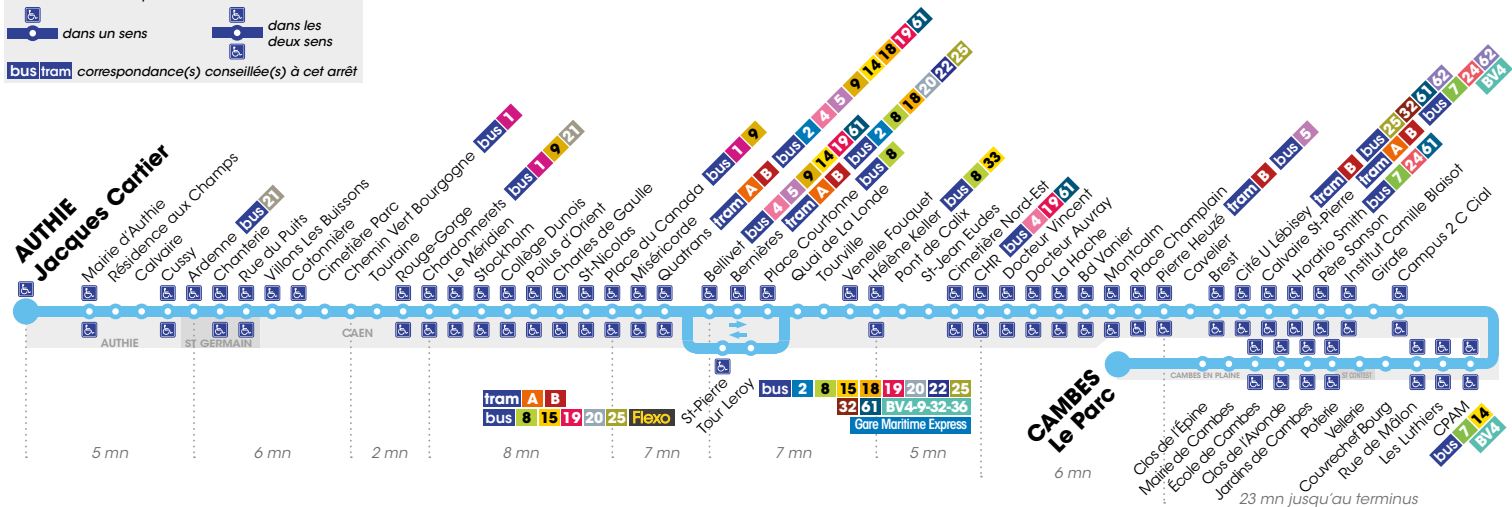 dans un sens
dans les
deux sens
bus tram correspondance(s) conseillée(s) à cet arrêt
AUTHIE
Jacques Cartier
Mairie d'Authie
Résidence aux Champs
Calvaire
Cussy
Ardenne bus 21
Chanterie
Rue du Puits
Villons Les Buissons
Cotonnière
Cimetière Parc
Chemin Vert Bourgogne bus 1
Touraine
Rouge-Gorge
Chardonnerets bus 1 9 21
Le Méridien
Stockholm
Collège Dunois
Poilus d'Orient
Charles de Gaulle
St-Nicolas
Place du Canada bus 1 9
Miséricorde
Quatrans tram A B bus 2 4 5 9 14 18 19 61
Bellivet bus 4 5 9 14 19 61
Bernières tram A B bus 2 8 18 20 22 25
Place Courtonne bus 8
Quai de La Londe
Tourville
Venelle Fouquet
Hélène Keller bus 8 33
Pont de Calix
St-Jean Eudes
Cimetière Nord-Est
CHR bus 4 19 61
Docteur Vincent
Docteur Auvray
La Hache
Bd Vanier
Montcalm
Place Champlain
Pierre Heuzé tram B bus 5
Cavelier
Brest
Cité U Lébisey tram B bus 25 32 61 62
Calvaire St-Pierre tram A B bus 7 24 62
BV4
Horatio Smith bus 7 24 61
Père Sanson
Institut Camille Blaisot
Girafe
Campus 2 C Cial
AUTHIE
ST GERMAIN
CAEN
St-Pierre
Tour Leroy
tram A B
bus 8 15 19 20 25 Flexo
bus 2 8 15 18 19 20 22 25
32 61 BV4-9-32-36
Gare Maritime Express
CAMBES
Le Parc
CAMBES EN PLAINE
ST CONTEST
Clos de l'Épine
Mairie de Cambes
École de Cambes
Clos de l'Avonde
Jardins de Cambes
Poterie
Vellerie
Couvrechef Bourg
Rue de Mâlon
Les Luthiers
CPAM
bus 7 14
BV4
5 mn
6 mn
2 mn
8 mn
7 mn
7 mn
5 mn
6 mn
23 mn jusqu'au terminus